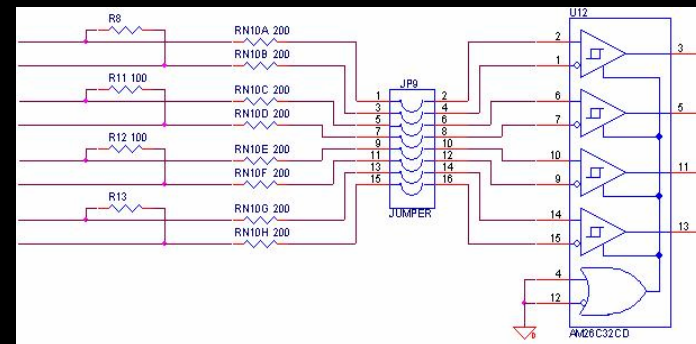 R8
RN10A 200
RN10B 200
R11 100
RN10C 200
RN10D 200
R12 100
RN10E 200
RN10F 200
R13
RN10G 200
RN10H 200
JP9
1 2
3 4
5 6
7 8
9 10
11 12
13 14
15 16
JUMPER
U12
2 3
1
6 5
7
10 11
9
14 13
15
4
12
AM26C32CD
D